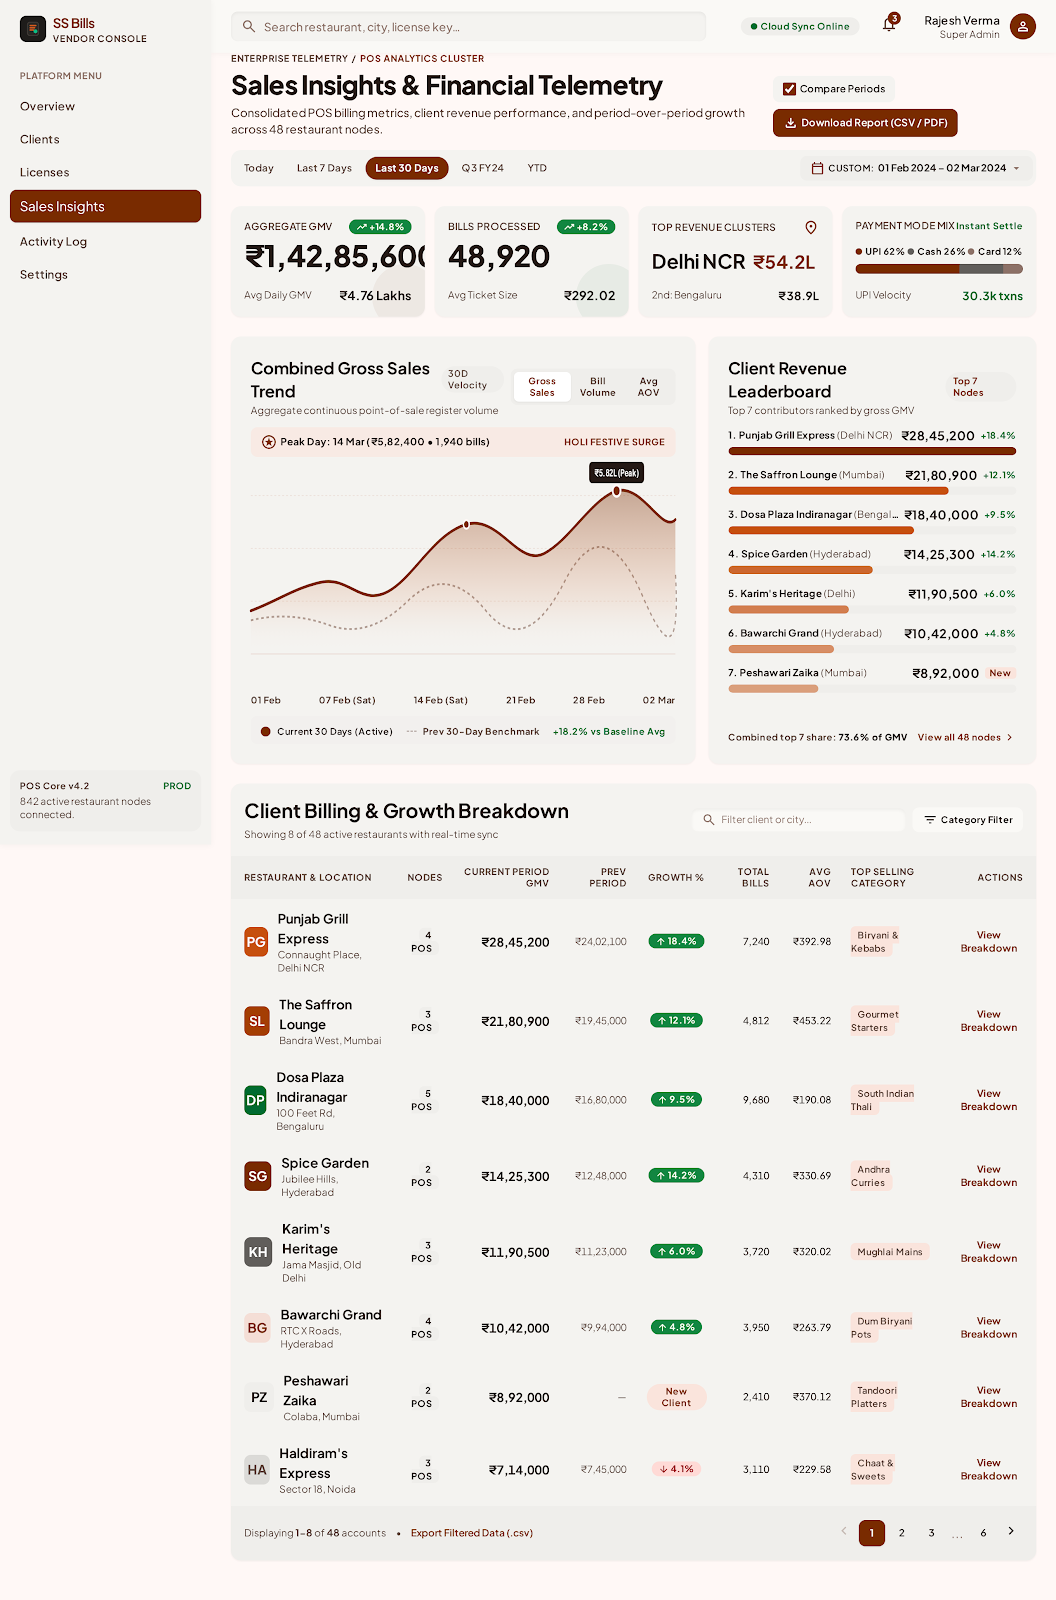 SS Bills
VENDOR CONSOLE
PLATFORM MENU
Overview
Clients
Licenses
Sales Insights
Activity Log
Settings
POS Core v4.2 PROD
842 active restaurant nodes
connected.
Search restaurant, city, license key...
Cloud Sync Online
3
Rajesh Verma
Super Admin
ENTERPRISE TELEMETRY / POS ANALYTICS CLUSTER
Sales Insights & Financial Telemetry
Consolidated POS billing metrics, client revenue performance, and period-over-period growth
across 48 restaurant nodes.
Compare Periods
Download Report (CSV / PDF)
Today Last 7 Days Last 30 Days Q3 FY24 YTD
CUSTOM: 01 Feb 2024 – 02 Mar 2024
AGGREGATE GMV +14.8%
₹1,42,85,600
Avg Daily GMV ₹4.76 Lakhs
BILLS PROCESSED +8.2%
48,920
Avg Ticket Size ₹292.02
TOP REVENUE CLUSTERS
Delhi NCR ₹54.2L
2nd: Bengaluru ₹38.9L
PAYMENT MODE MIX Instant Settle
UPI 62% Cash 26% Card 12%
UPI Velocity 30.3k txns
Combined Gross Sales
Trend
30D
Velocity
Gross
Sales
Bill
Volume
Avg
AOV
Aggregate continuous point-of-sale register volume
Peak Day: 14 Mar (₹5,82,400 • 1,940 bills) HOLI FESTIVE SURGE
₹5.82L (Peak)
01 Feb 07 Feb (Sat) 14 Feb (Sat) 21 Feb 28 Feb 02 Mar
Current 30 Days (Active) Prev 30-Day Benchmark +18.2% vs Baseline Avg
Client Revenue
Leaderboard
Top 7
Nodes
Top 7 contributors ranked by gross GMV
1. Punjab Grill Express (Delhi NCR) ₹28,45,200 +18.4%
2. The Saffron Lounge (Mumbai) ₹21,80,900 +12.1%
3. Dosa Plaza Indiranagar (Bengal... ₹18,40,000 +9.5%
4. Spice Garden (Hyderabad) ₹14,25,300 +14.2%
5. Karim's Heritage (Delhi) ₹11,90,500 +6.0%
6. Bawarchi Grand (Hyderabad) ₹10,42,000 +4.8%
7. Peshawari Zaika (Mumbai) ₹8,92,000 New
Combined top 7 share: 73.6% of GMV View all 48 nodes
Client Billing & Growth Breakdown
Showing 8 of 48 active restaurants with real-time sync
Filter client or city...
Category Filter
RESTAURANT & LOCATION NODES CURRENT PERIOD
GMV PREV
PERIOD GROWTH % TOTAL
BILLS AVG
AOV TOP SELLING
CATEGORY ACTIONS
PG Punjab Grill
Express
Connaught Place,
Delhi NCR
4
POS
₹28,45,200 ₹24,02,100 ↑ 18.4% 7,240 ₹392.98
Biryani &
Kebabs
View
Breakdown
SL The Saffron
Lounge
Bandra West, Mumbai
3
POS
₹21,80,900 ₹19,45,000 ↑ 12.1% 4,812 ₹453.22
Gourmet
Starters
View
Breakdown
DP Dosa Plaza
Indiranagar
100 Feet Rd,
Bengaluru
5
POS
₹18,40,000 ₹16,80,000 ↑ 9.5% 9,680 ₹190.08
South Indian
Thali
View
Breakdown
SG Spice Garden
Jubilee Hills,
Hyderabad
2
POS
₹14,25,300 ₹12,48,000 ↑ 14.2% 4,310 ₹330.69
Andhra
Curries
View
Breakdown
KH Karim's
Heritage
Jama Masjid, Old
Delhi
3
POS
₹11,90,500 ₹11,23,000 ↑ 6.0% 3,720 ₹320.02
Mughlai Mains
View
Breakdown
BG Bawarchi Grand
RTC X Roads,
Hyderabad
4
POS
₹10,42,000 ₹9,94,000 ↑ 4.8% 3,950 ₹263.79
Dum Biryani
Pots
View
Breakdown
PZ Peshawari
Zaika
Colaba, Mumbai
2
POS
₹8,92,000 — New
Client 2,410 ₹370.12
Tandoori
Platters
View
Breakdown
HA Haldiram's
Express
Sector 18, Noida
3
POS
₹7,14,000 ₹7,45,000 ↓ 4.1% 3,110 ₹229.58
Chaat &
Sweets
View
Breakdown
Displaying 1-8 of 48 accounts • Export Filtered Data (.csv)
1 2 3 ... 6